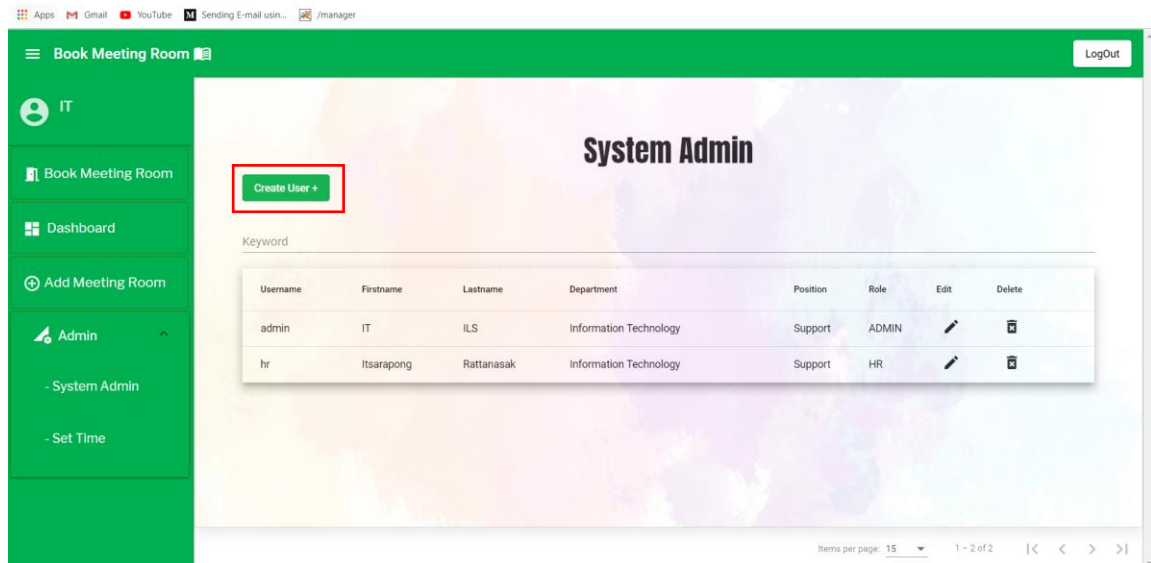 Apps Gmail YouTube Sending E-mail usin... /manager
Book Meeting Room LogOut
IT
Book Meeting Room
Dashboard
Add Meeting Room
Admin
- System Admin
- Set Time
System Admin
Create User +
Keyword
Username Firstname Lastname Department Position Role Edit Delete
admin IT ILS Information Technology Support ADMIN
hr Itsarapong Rattanasak Information Technology Support HR
Items per page: 15 1 – 2 of 2